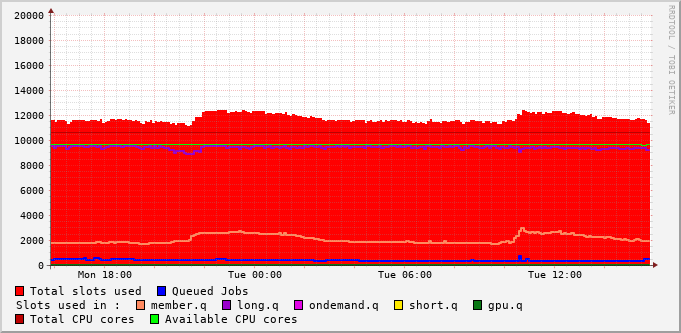 RRDTOOL / TOBI OETIKER
20000
18000
16000
14000
12000
10000
8000
6000
4000
2000
0
Mon 18:00 Tue 00:00 Tue 06:00 Tue 12:00
Total slots used Queued Jobs
Slots used in : member.q long.q ondemand.q short.q gpu.q
Total CPU cores Available CPU cores